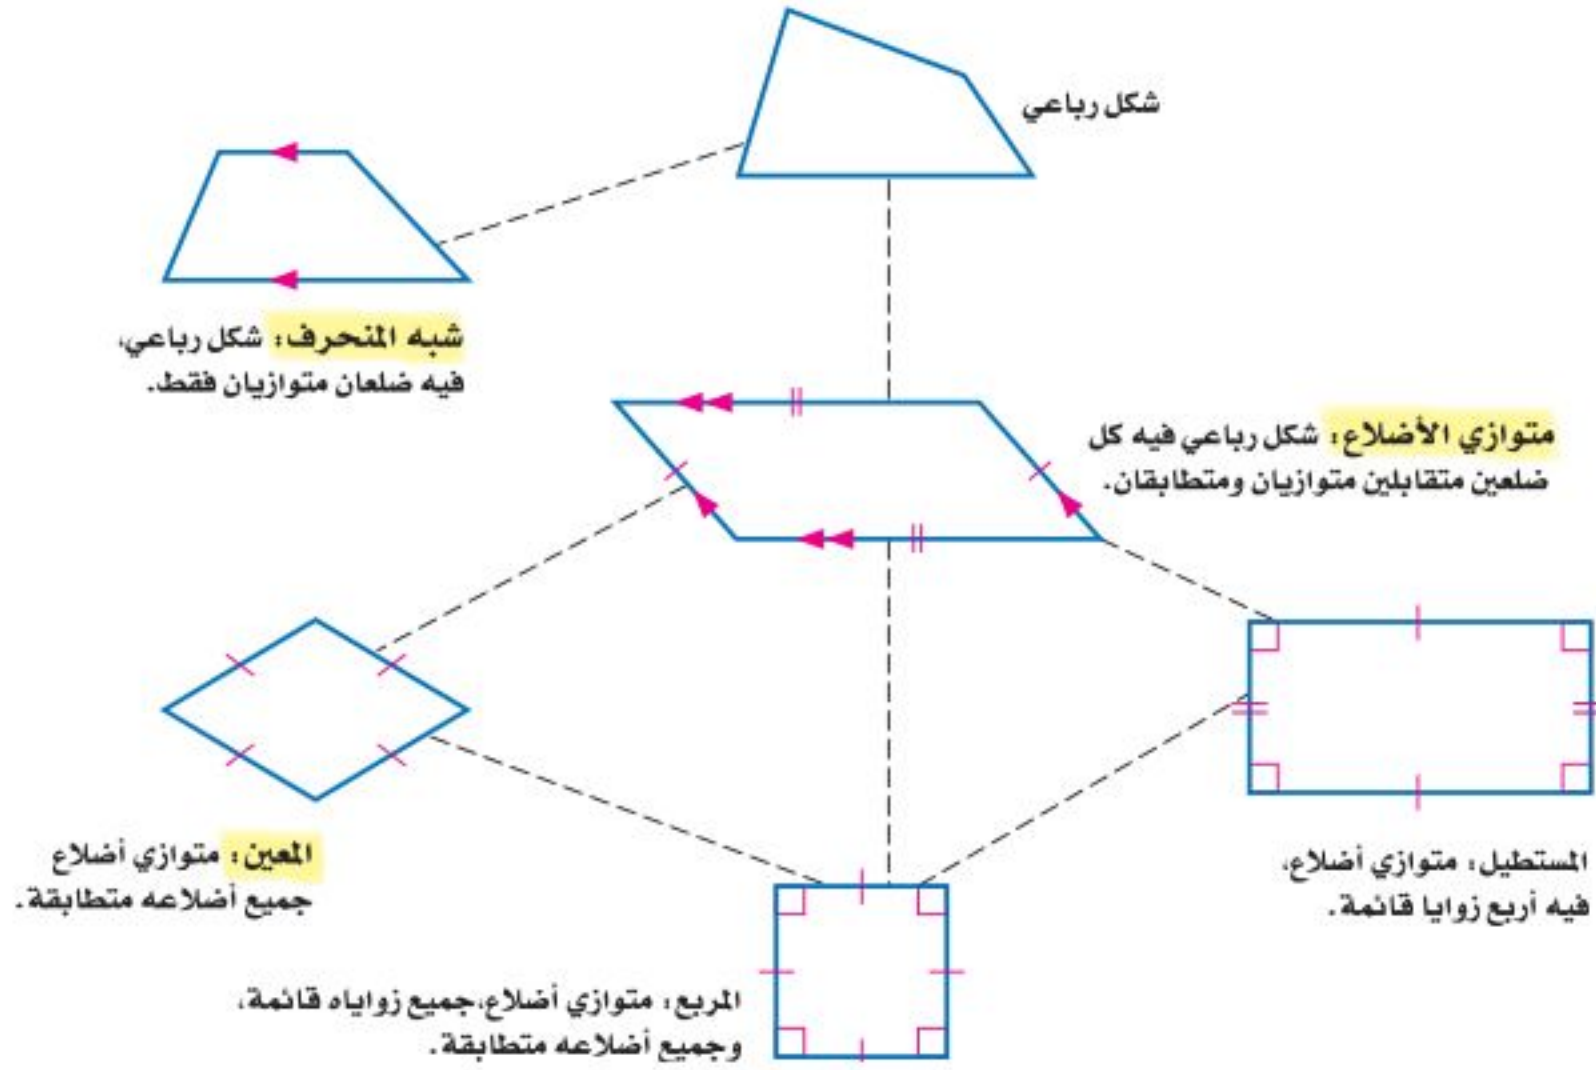 شكل رباعي
شبه المنحرف: شكل رباعي،
فيه ضلعان متوازيان فقط.
متوازي الأضلاع: شكل رباعي فيه كل
ضلعين متقابلين متوازيان ومتطابقان.
المعين: متوازي أضلاع
جميع أضلاعه متطابقة.
المستطيل: متوازي أضلاع،
فيه أربع زوايا قائمة.
المربع: متوازي أضلاع،جميع زواياه قائمة،
وجميع أضلاعه متطابقة.